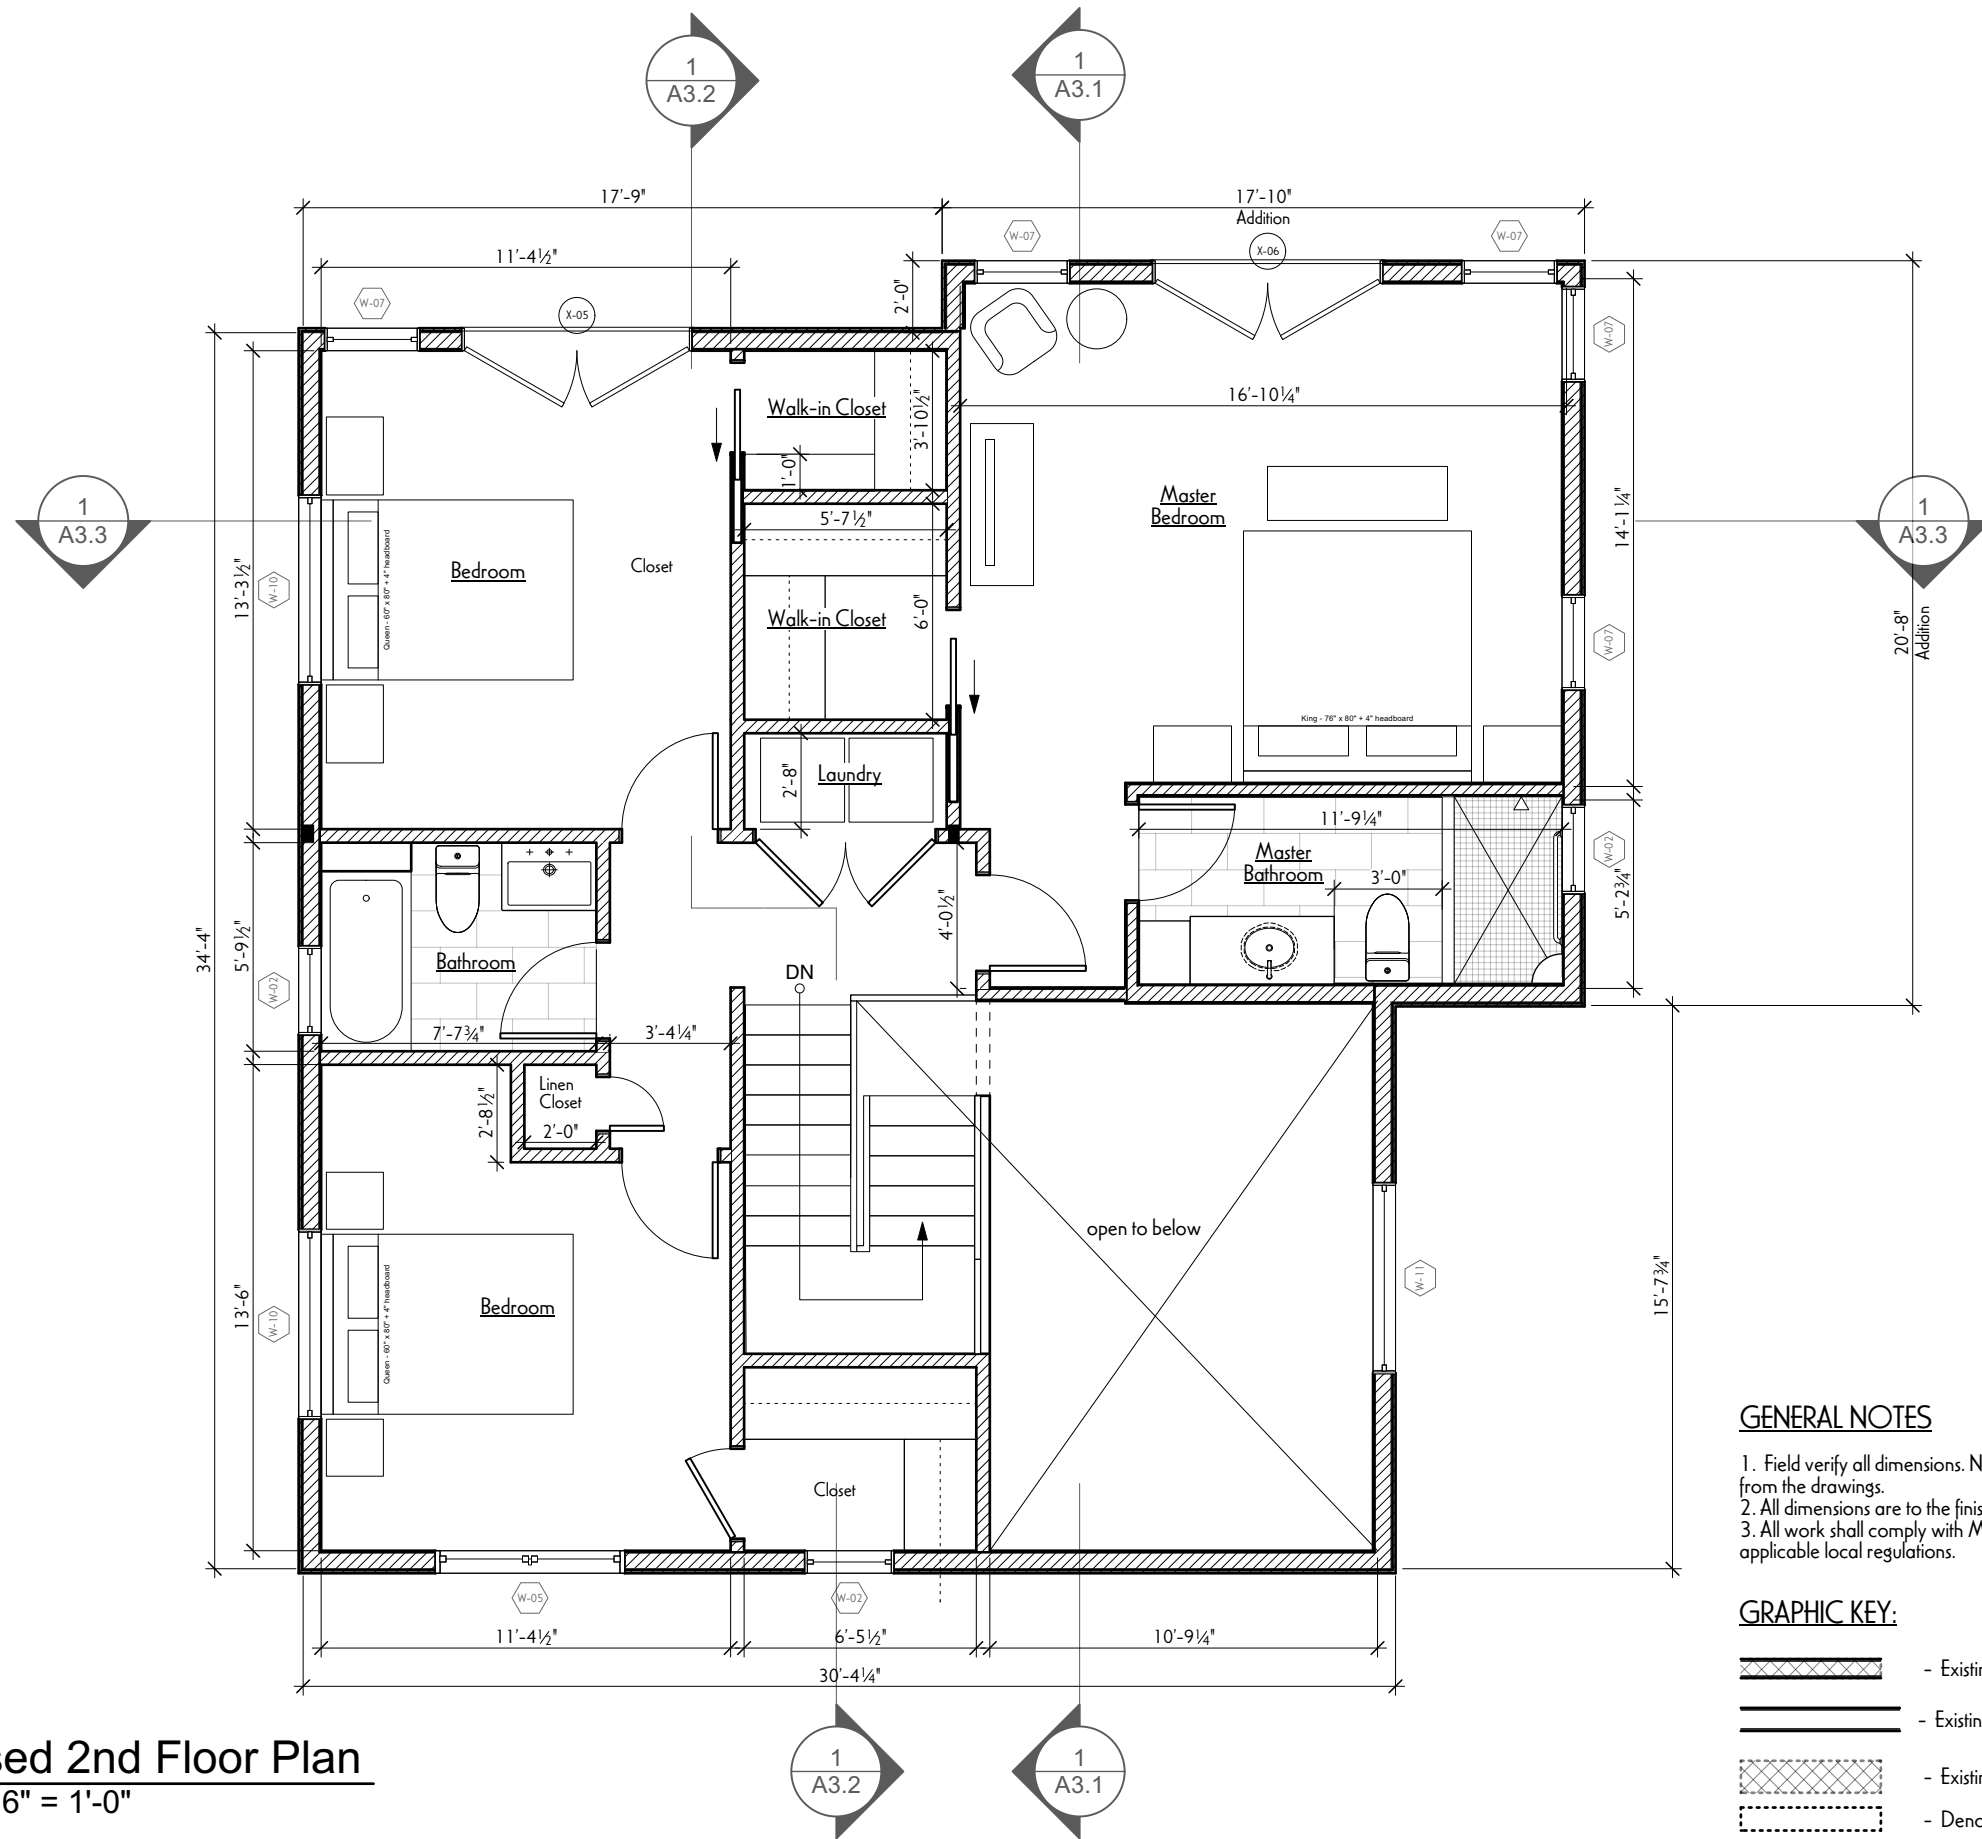 1
A3.2
1
A3.1
17'-9"
17'-10"
Addition
W-07
X-06
W-07
11'-4½"
2'-0"
W-07
X-05
W-07
Walk-in Closet
3'-10½"
16'-10¼"
1'-0"
1
A3.3
Master
Bedroom
14'-1¼"
1
A3.3
5'-7½"
Queen - 60" x 80" + 4" headboard
Bedroom
Closet
13'-3½"
W-10
Walk-in Closet
6'-0"
W-07
20'-8"
Addition
King - 76" x 80" + 4" headboard
2'-8"
Laundry
11'-9¼"
Master
Bathroom
3'-0"
W-02
5'-2¾"
4'-0½"
34'-4"
5'-9½"
W-02
Bathroom
DN
7'-7¾"
3'-4¼"
Linen
Closet
2'-8½"
2'-0"
open to below
13'-6"
W-10
Queen - 60" x 80" + 4" headboard
Bedroom
W-11
15'-7¾"
Closet
W-05
W-02
11'-4½"
6'-5½"
10'-9¼"
30'-4¼"
1
A3.2
1
A3.1
sed 2nd Floor Plan
6" = 1'-0"
GENERAL NOTES
1. Field verify all dimensions. N
from the drawings.
2. All dimensions are to the finis
3. All work shall comply with M
applicable local regulations.
GRAPHIC KEY:
- Existin
- Existin
- Existin
- Deno